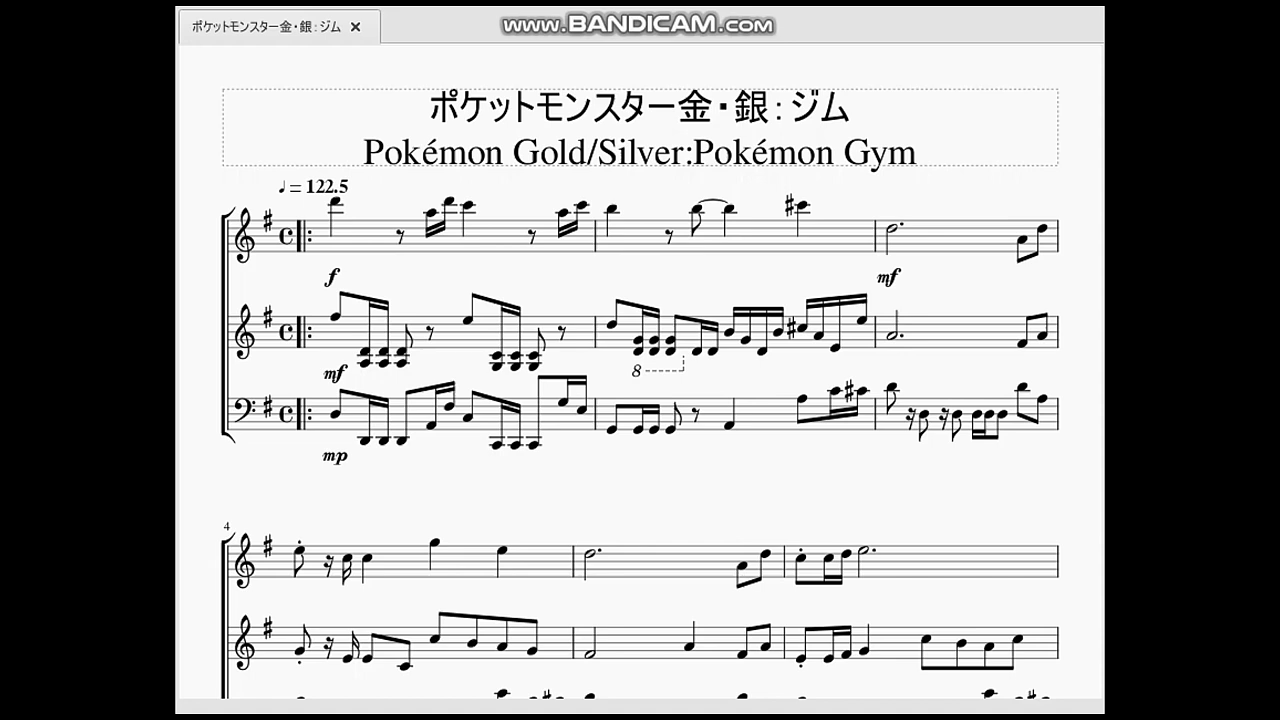 www.BANDICAM.com
ポケットモンスター金・銀:ジム ×
ポケットモンスター金・銀:ジム
Pokémon Gold/Silver:Pokémon Gym
♩= 122.5
f
mf
mf
8
mp
4